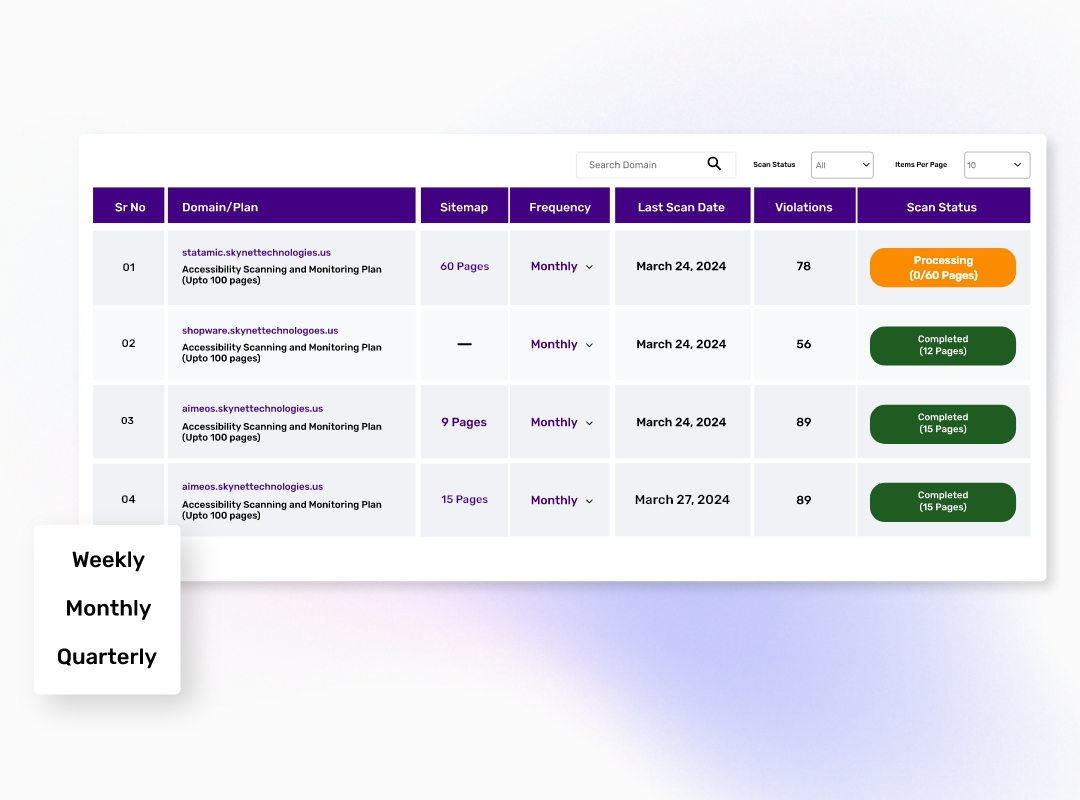 Search Domain
Scan Status
All
Items Per Page
10
Sr No
Domain/Plan
Sitemap
Frequency
Last Scan Date
Violations
Scan Status
01
statamic.skynettechnologies.us
Accessibility Scanning and Monitoring Plan
(Upto 100 pages)
60 Pages
Monthly
March 24, 2024
78
Processing
(0/60 Pages)
02
shopware.skynettechnologoes.us
Accessibility Scanning and Monitoring Plan
(Upto 100 pages)
—
Monthly
March 24, 2024
56
Completed
(12 Pages)
03
aimeos.skynettechnologies.us
Accessibility Scanning and Monitoring Plan
(Upto 100 pages)
9 Pages
Monthly
March 24, 2024
89
Completed
(15 Pages)
04
aimeos.skynettechnologies.us
Accessibility Scanning and Monitoring Plan
(Upto 100 pages)
15 Pages
Monthly
March 27, 2024
89
Completed
(15 Pages)
Weekly
Monthly
Quarterly